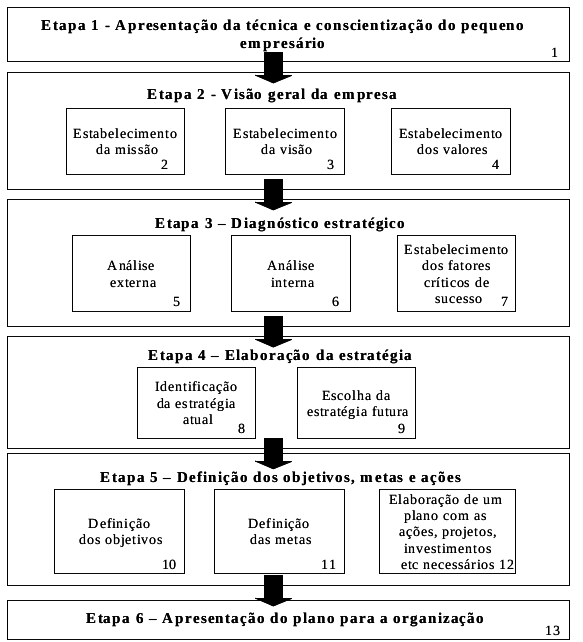 Etapa 1 - Apresentação da técnica e conscientização do pequeno
empresário
1
Etapa 2 - Visão geral da empresa
Estabelecimento
da missão
2
Estabelecimento
da visão
3
Estabelecimento
dos valores
4
Etapa 3 – Diagnóstico estratégico
Análise
externa
5
Análise
interna
6
Estabelecimento
dos fatores
críticos de
sucesso 7
Etapa 4 – Elaboração da estratégia
Identificação
da estratégia
atual
8
Escolha da
estratégia futura
9
Etapa 5 – Definição dos objetivos, metas e ações
Definição
dos objetivos
10
Definição
das metas
11
Elaboração de um
plano com as
ações, projetos,
investimentos
etc necessários 12
Etapa 6 – Apresentação do plano para a organização
13